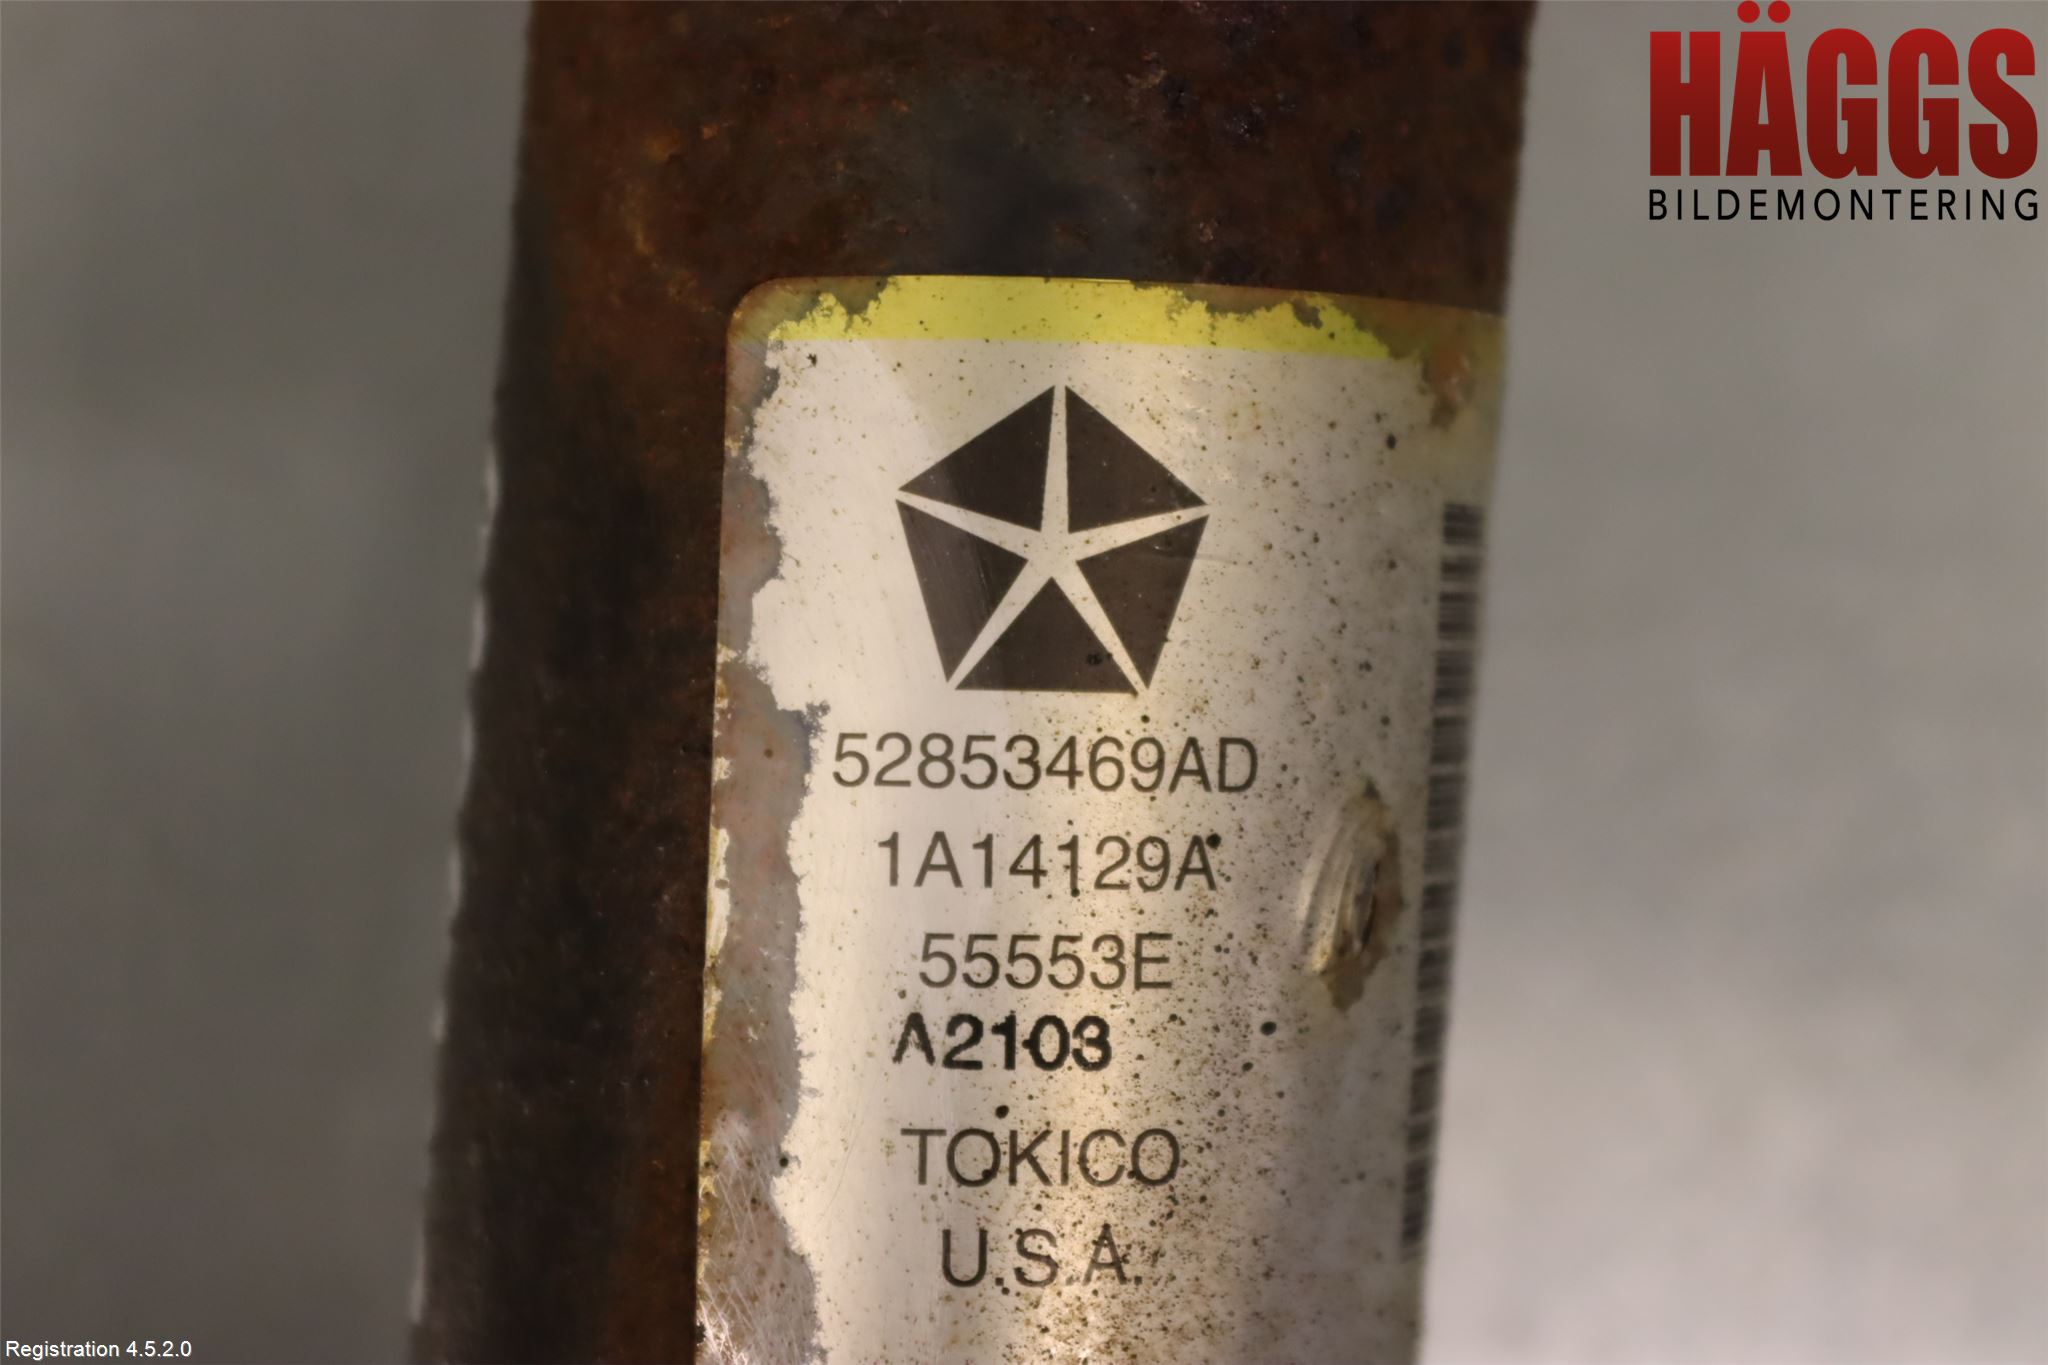 HÄGGS
BILDEMONTERING
52853469AD
1A14129A
55553E
A2103
TOKICO
U.S.A.
Registration 4.5.2.0